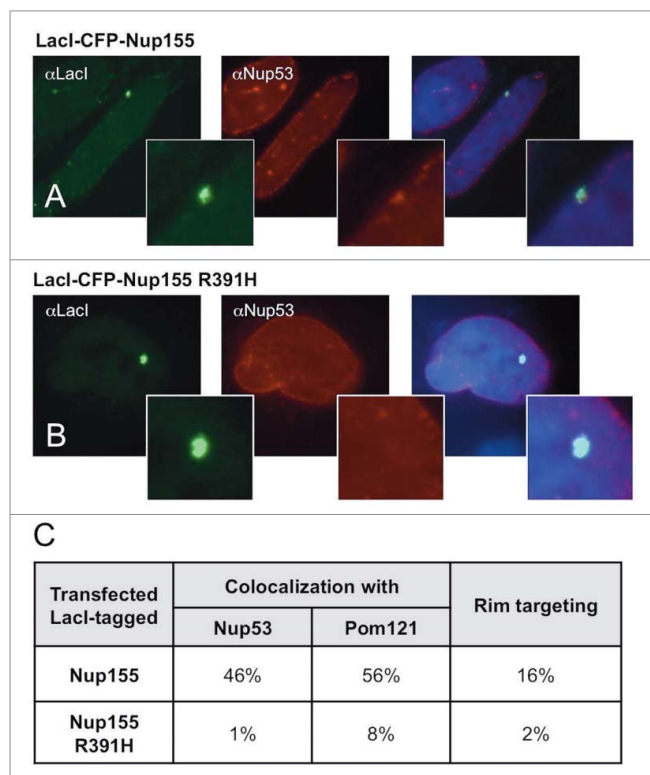 LacI-CFP-Nup155
αLacI
αNup53
A
LacI-CFP-Nup155 R391H
αLacI
αNup53
B
C
Transfected
LacI-tagged
Colocalization with
Rim targeting
Nup53
Pom121
Nup155
46%
56%
16%
Nup155
R391H
1%
8%
2%